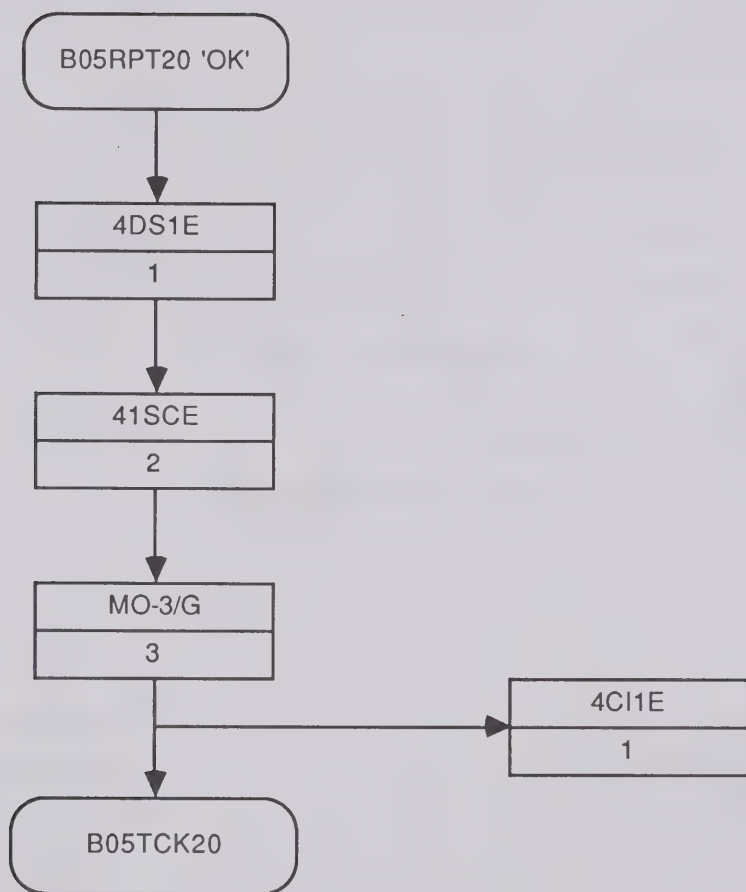 B05RPT20 'OK'
4DS1E
1
41SCE
2
MO-3/G
3
4CI1E
1
B05TCK20